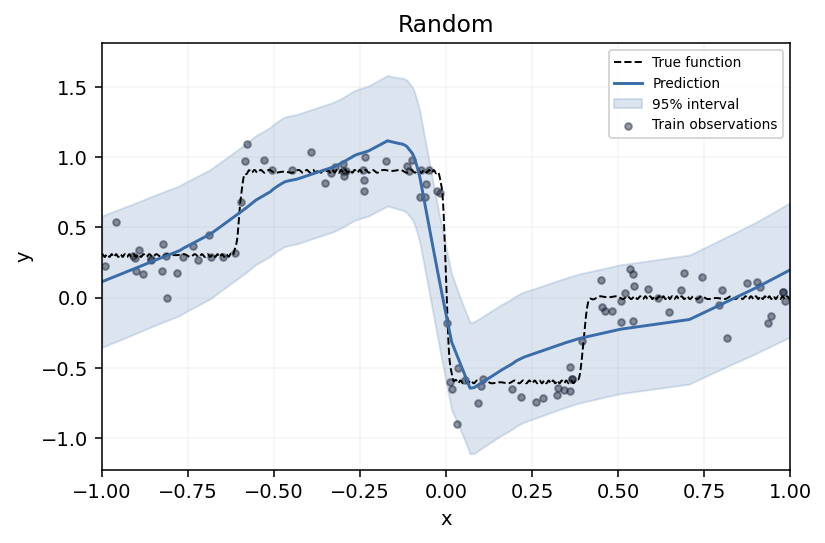 Random
True function
Prediction
95% interval
Train observations
y
1.5
1.0
0.5
0.0
−0.5
−1.0
−1.00 −0.75 −0.50 −0.25 0.00 0.25 0.50 0.75 1.00
x